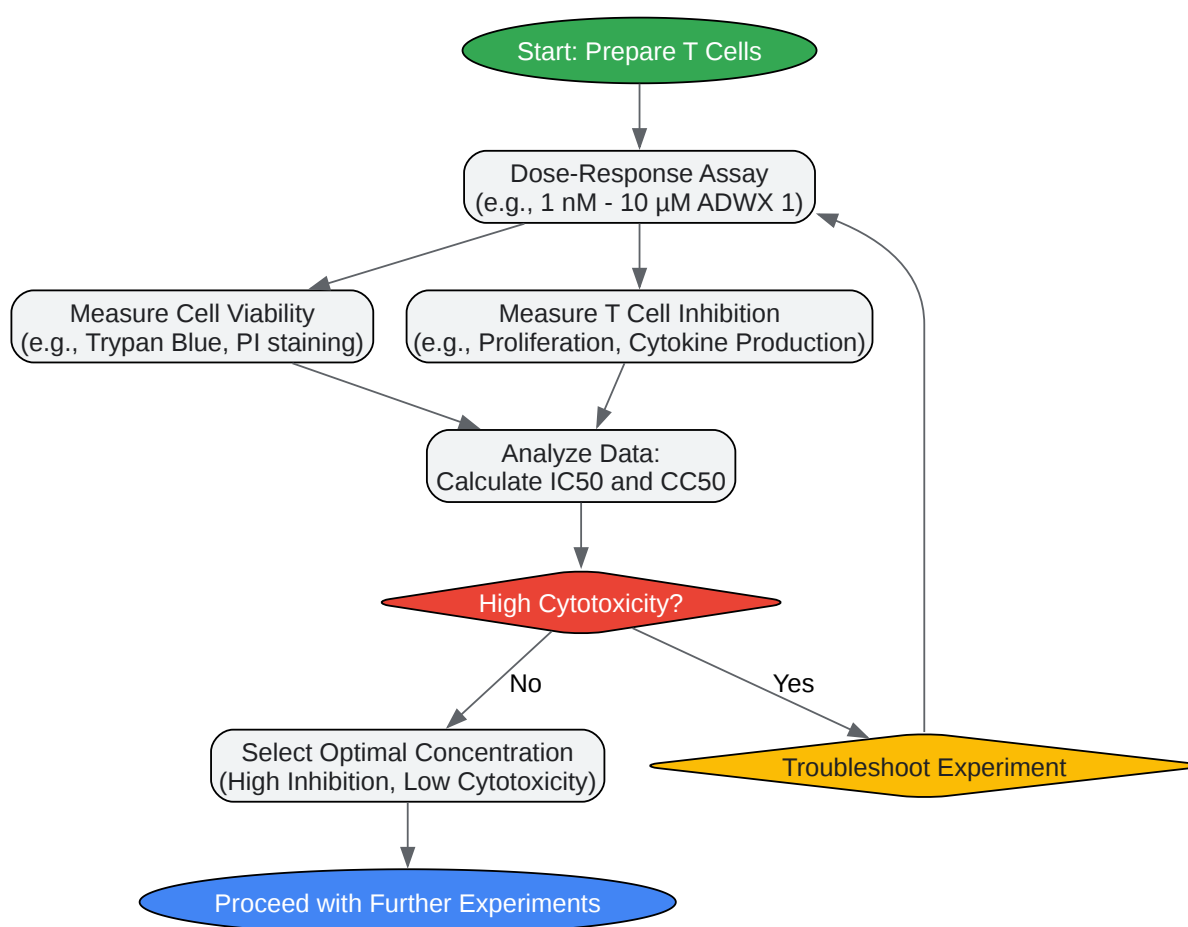 Start: Prepare T Cells
Dose-Response Assay
(e.g., 1 nM - 10 µM ADWX 1)
Measure Cell Viability
(e.g., Trypan Blue, PI staining)
Measure T Cell Inhibition
(e.g., Proliferation, Cytokine Production)
Analyze Data:
Calculate IC50 and CC50
High Cytotoxicity?
No
Yes
Select Optimal Concentration
(High Inhibition, Low Cytotoxicity)
Troubleshoot Experiment
Proceed with Further Experiments